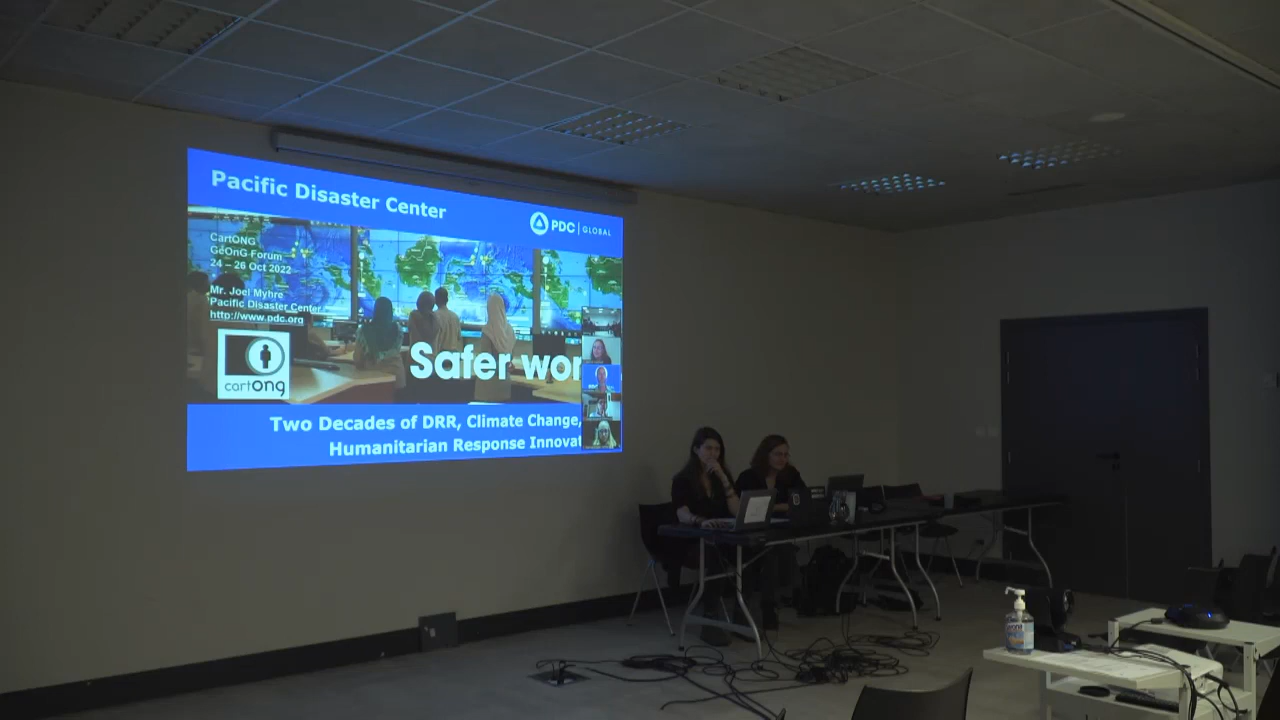 Pacific Disaster Center
PDC | GLOBAL
CartONG
GeOnG Forum
24 – 26 Oct 2022
Mr. Joel Myhre
Pacific Disaster Center
http://www.pdc.org
cartONG
Safer wor
Two Decades of DRR, Climate Change,
Humanitarian Response Innovat